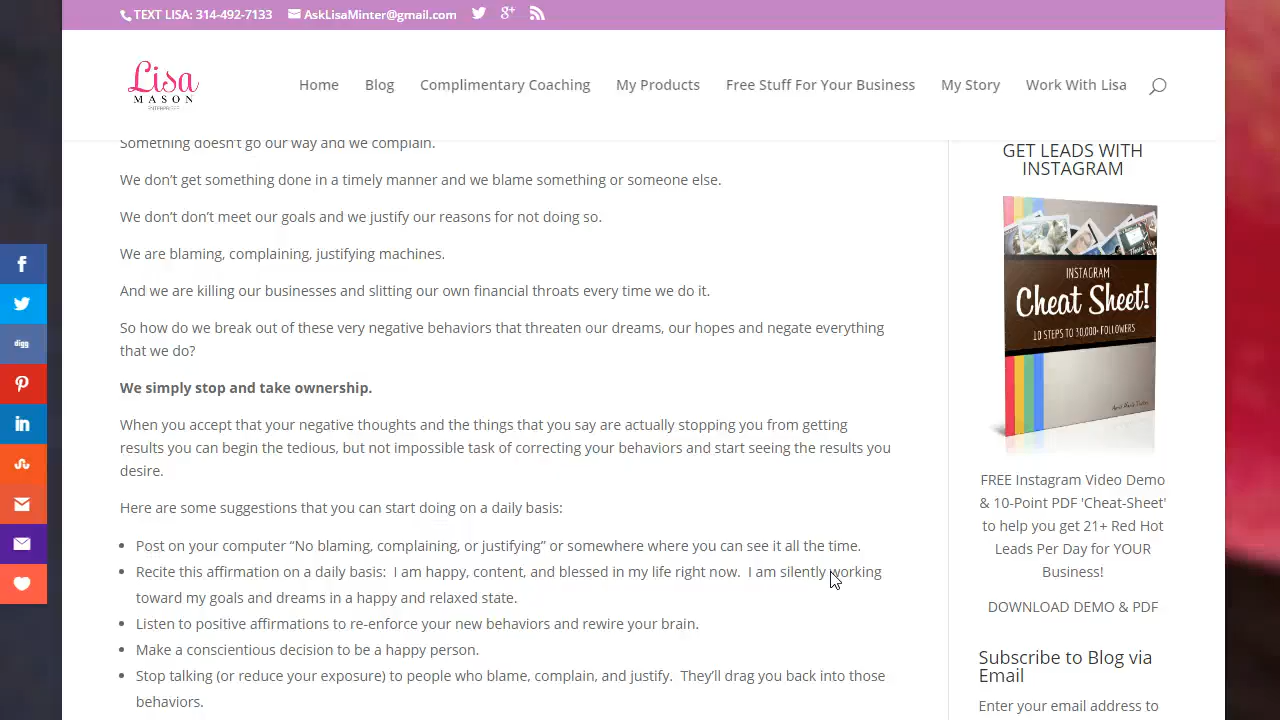 TEXT LISA: 314-492-7133
AskLisaMinter@gmail.com
Lisa
MASON
ENTERPRISES
Home
Blog
Complimentary Coaching
My Products
Free Stuff For Your Business
My Story
Work With Lisa
Something doesn't go our way and we complain.
We don't get something done in a timely manner and we blame something or someone else.
We don't don't meet our goals and we justify our reasons for not doing so.
We are blaming, complaining, justifying machines.
And we are killing our businesses and slitting our own financial throats every time we do it.
So how do we break out of these very negative behaviors that threaten our dreams, our hopes and negate everything
that we do?
We simply stop and take ownership.
When you accept that your negative thoughts and the things that you say are actually stopping you from getting
results you can begin the tedious, but not impossible task of correcting your behaviors and start seeing the results you
desire.
Here are some suggestions that you can start doing on a daily basis:
• Post on your computer “No blaming, complaining, or justifying” or somewhere where you can see it all the time.
• Recite this affirmation on a daily basis:  I am happy, content, and blessed in my life right now.  I am silently working
toward my goals and dreams in a happy and relaxed state.
• Listen to positive affirmations to re-enforce your new behaviors and rewire your brain.
• Make a conscientious decision to be a happy person.
• Stop talking (or reduce your exposure) to people who blame, complain, and justify.  They'll drag you back into those
behaviors.
GET LEADS WITH
INSTAGRAM
INSTAGRAM
Cheat Sheet!
10 STEPS TO 30,000+ FOLLOWERS
FREE Instagram Video Demo
& 10-Point PDF 'Cheat-Sheet'
to help you get 21+ Red Hot
Leads Per Day for YOUR
Business!
DOWNLOAD DEMO & PDF
Subscribe to Blog via
Email
Enter your email address to
digg